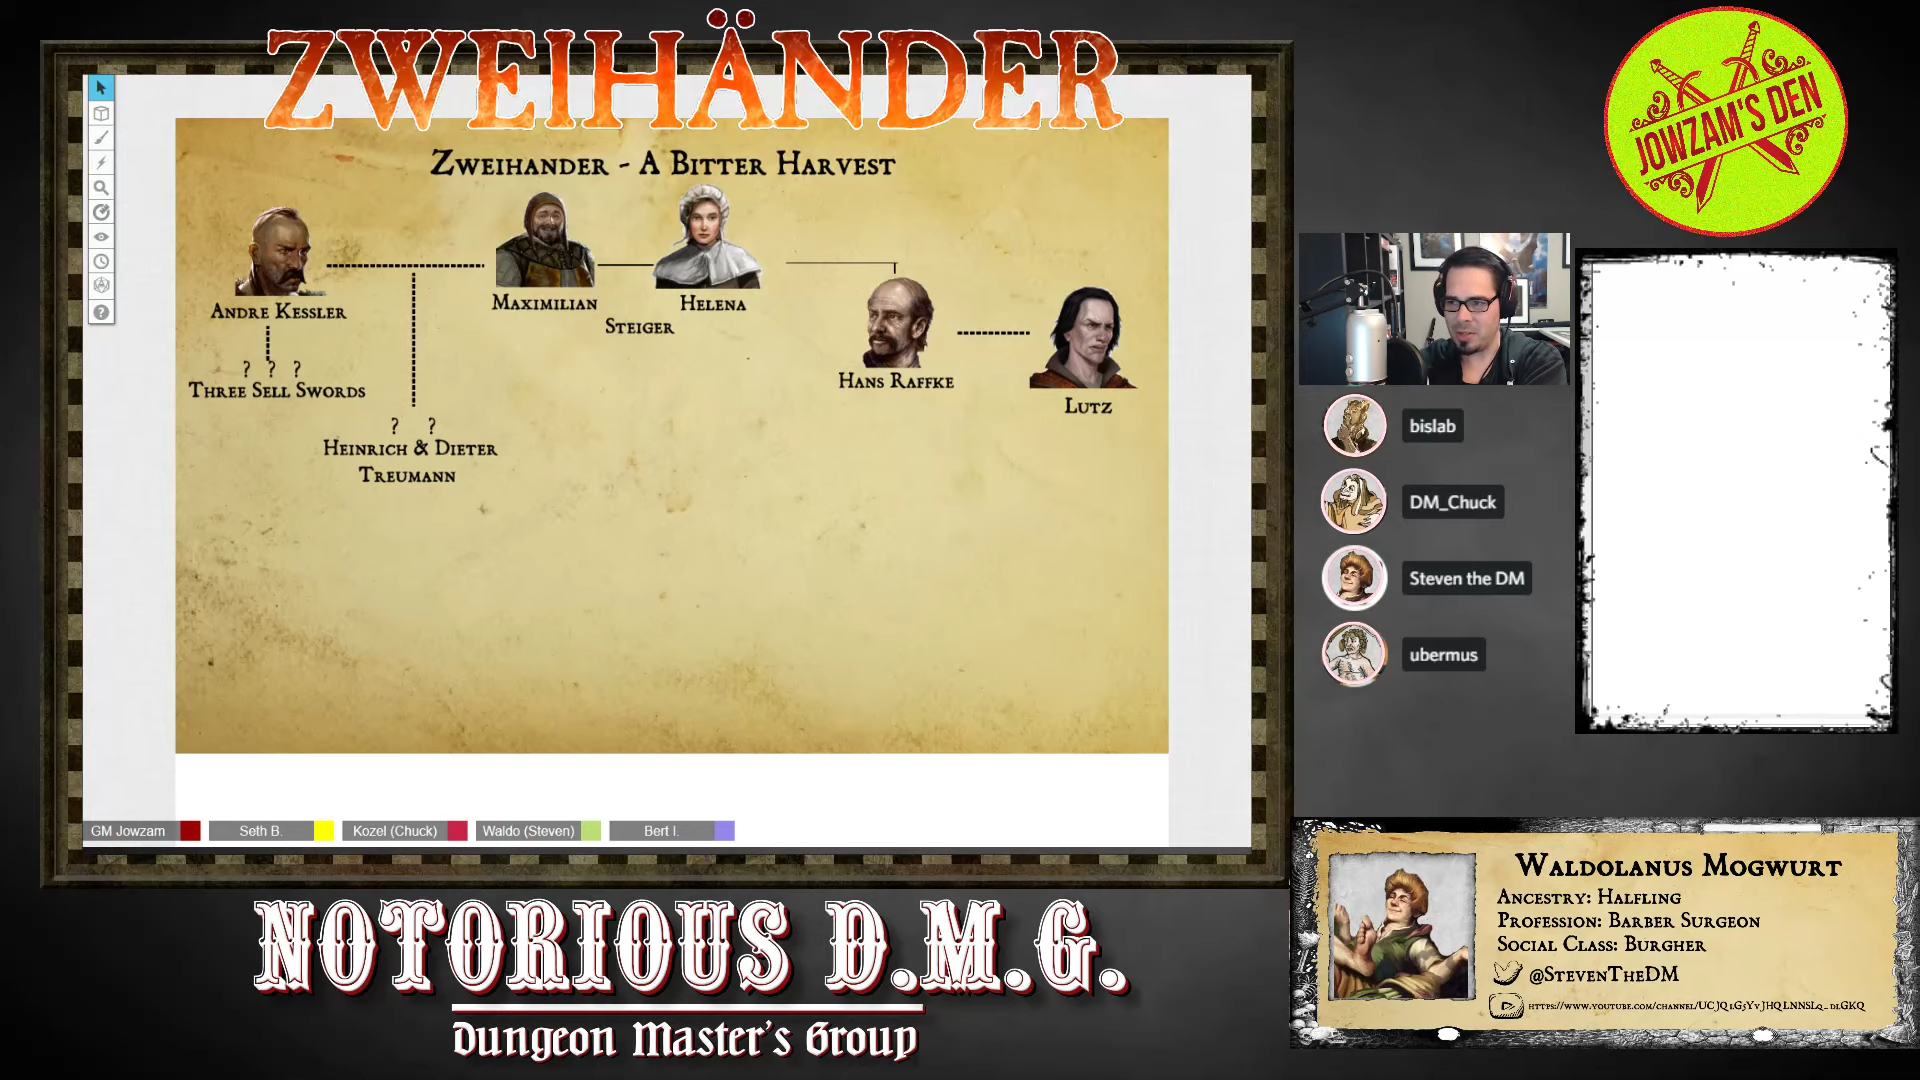 ZWEIHÄNDER
JOWZAM'S DEN
Zweihander - A Bitter Harvest
Andre Kessler
Maximilian
Helena
Steiger
Hans Raffke
Lutz
? ? ?
Three Sell Swords
? ?
Heinrich & Dieter
Treumann
bislab
DM_Chuck
Steven the DM
ubermus
GM Jowzam
Seth B.
Kozel (Chuck)
Waldo (Steven)
Bert I.
NOTORIOUS D.M.G.
Dungeon Master's Group
Waldolanus Mogwurt
Ancestry: Halfling
Profession: Barber Surgeon
Social Class: Burgher
@StevenTheDM